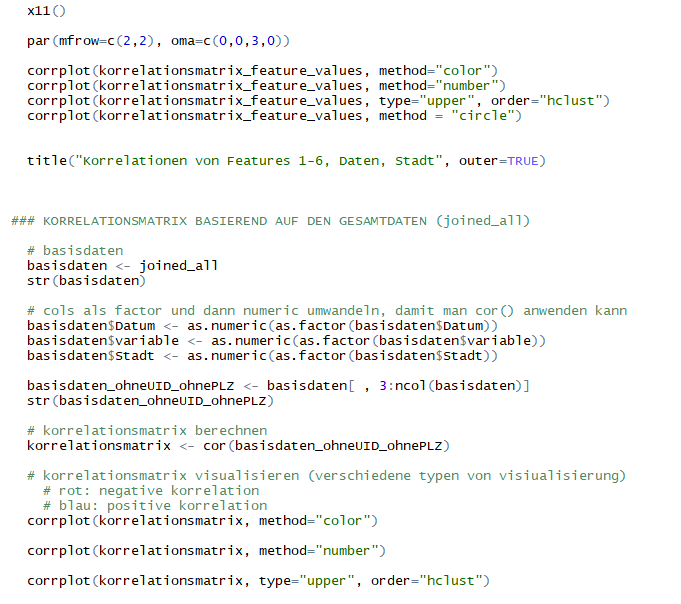 x11()
par(mfrow=c(2,2), oma=c(0,0,3,0))
corrplot(korrelationsmatrix_feature_values, method="color")
corrplot(korrelationsmatrix_feature_values, method="number")
corrplot(korrelationsmatrix_feature_values, type="upper", order="hclust")
corrplot(korrelationsmatrix_feature_values, method = "circle")
title("Korrelationen von Features 1-6, Daten, Stadt", outer=TRUE)
### KORRELATIONSMATRIX BASIEREND AUF DEN GESAMTDATEN (joined_all)
# basisdaten
basisdaten <- joined_all
str(basisdaten)
# cols als factor und dann numeric umwandeln, damit man cor() anwenden kann
basisdaten$Datum <- as.numeric(as.factor(basisdaten$Datum))
basisdaten$variable <- as.numeric(as.factor(basisdaten$variable))
basisdaten$Stadt <- as.numeric(as.factor(basisdaten$Stadt))
basisdaten_ohneUID_ohnePLZ <- basisdaten[ , 3:ncol(basisdaten)]
str(basisdaten_ohneUID_ohnePLZ)
# korrelationsmatrix berechnen
korrelationsmatrix <- cor(basisdaten_ohneUID_ohnePLZ)
# korrelationsmatrix visualisieren (verschiedene typen von visiualisierung)
# rot: negative korrelation
# blau: positive korrelation
corrplot(korrelationsmatrix, method="color")
corrplot(korrelationsmatrix, method="number")
corrplot(korrelationsmatrix, type="upper", order="hclust")